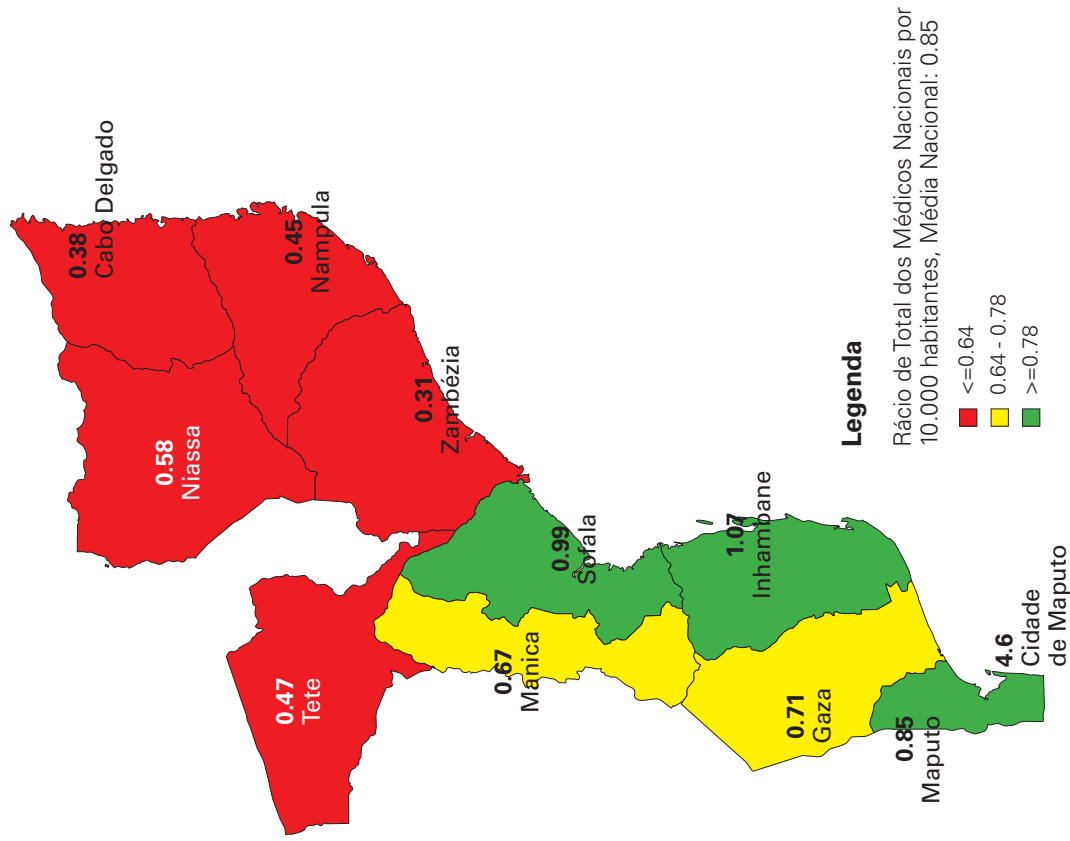 0.38
Cabo Delgado
0.58
Niassa
0.45
Nampula
0.31
Zambézia
0.47
Tete
0.99
Sofala
0.67
Manica
1.07
Inhambane
0.71
Gaza
0.85
Maputo
4.6
Cidade
de Maputo
Legenda
Rácio de Total dos Médicos Nacionais por
10.000 habitantes, Média Nacional: 0.85
<=0.64
0.64 - 0.78
>=0.78